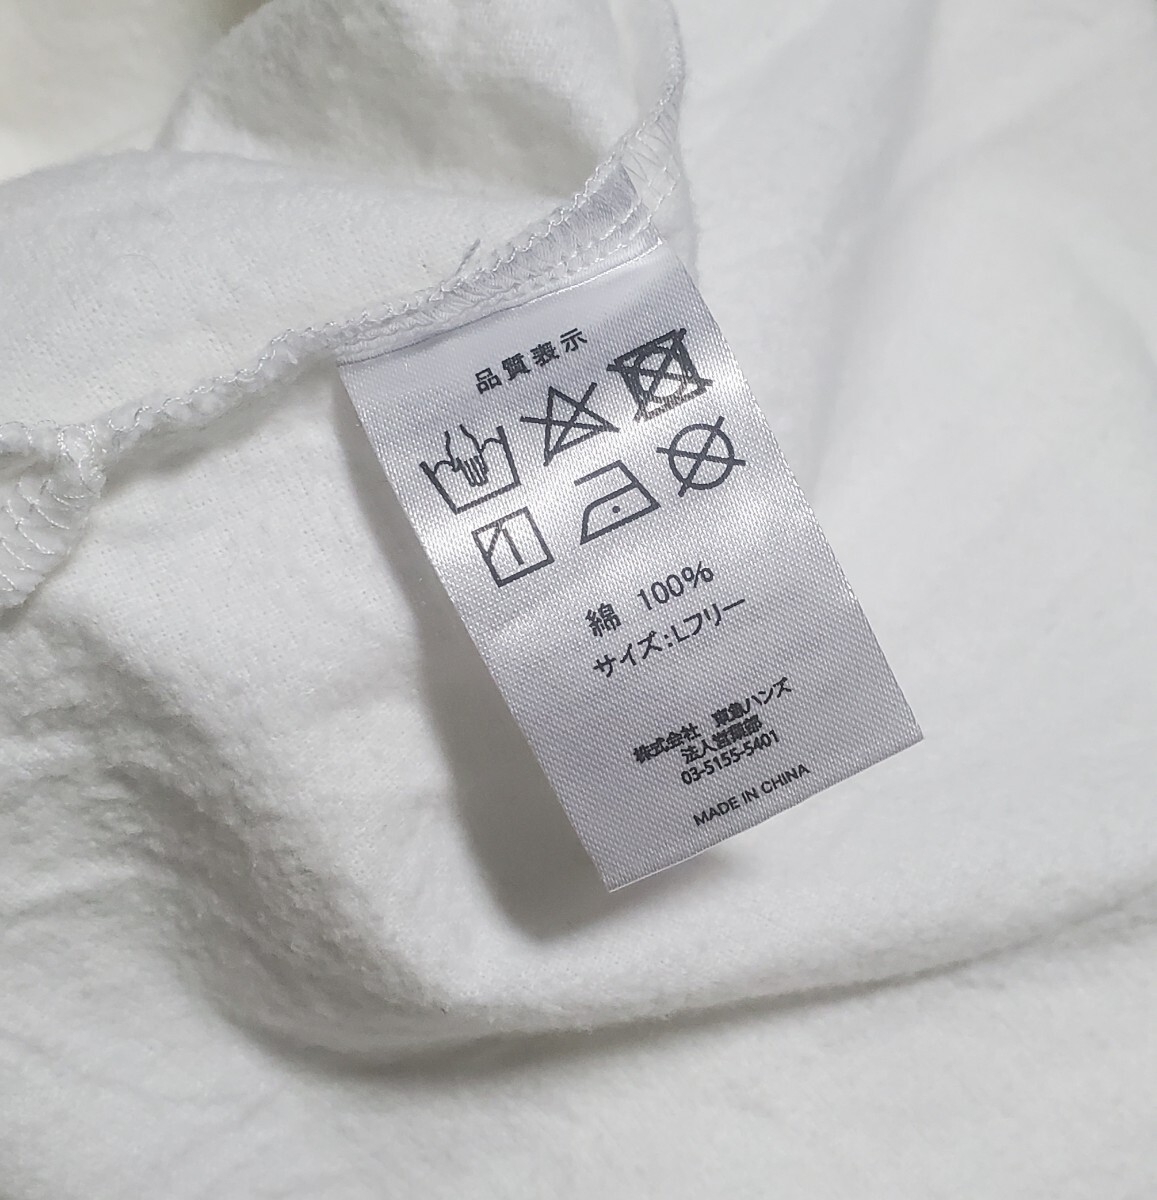 品質表示
綿 100%
サイズ:Lフリー
株式会社 東急ハンズ
法人営業部
03-5155-5401
MADE IN CHINA